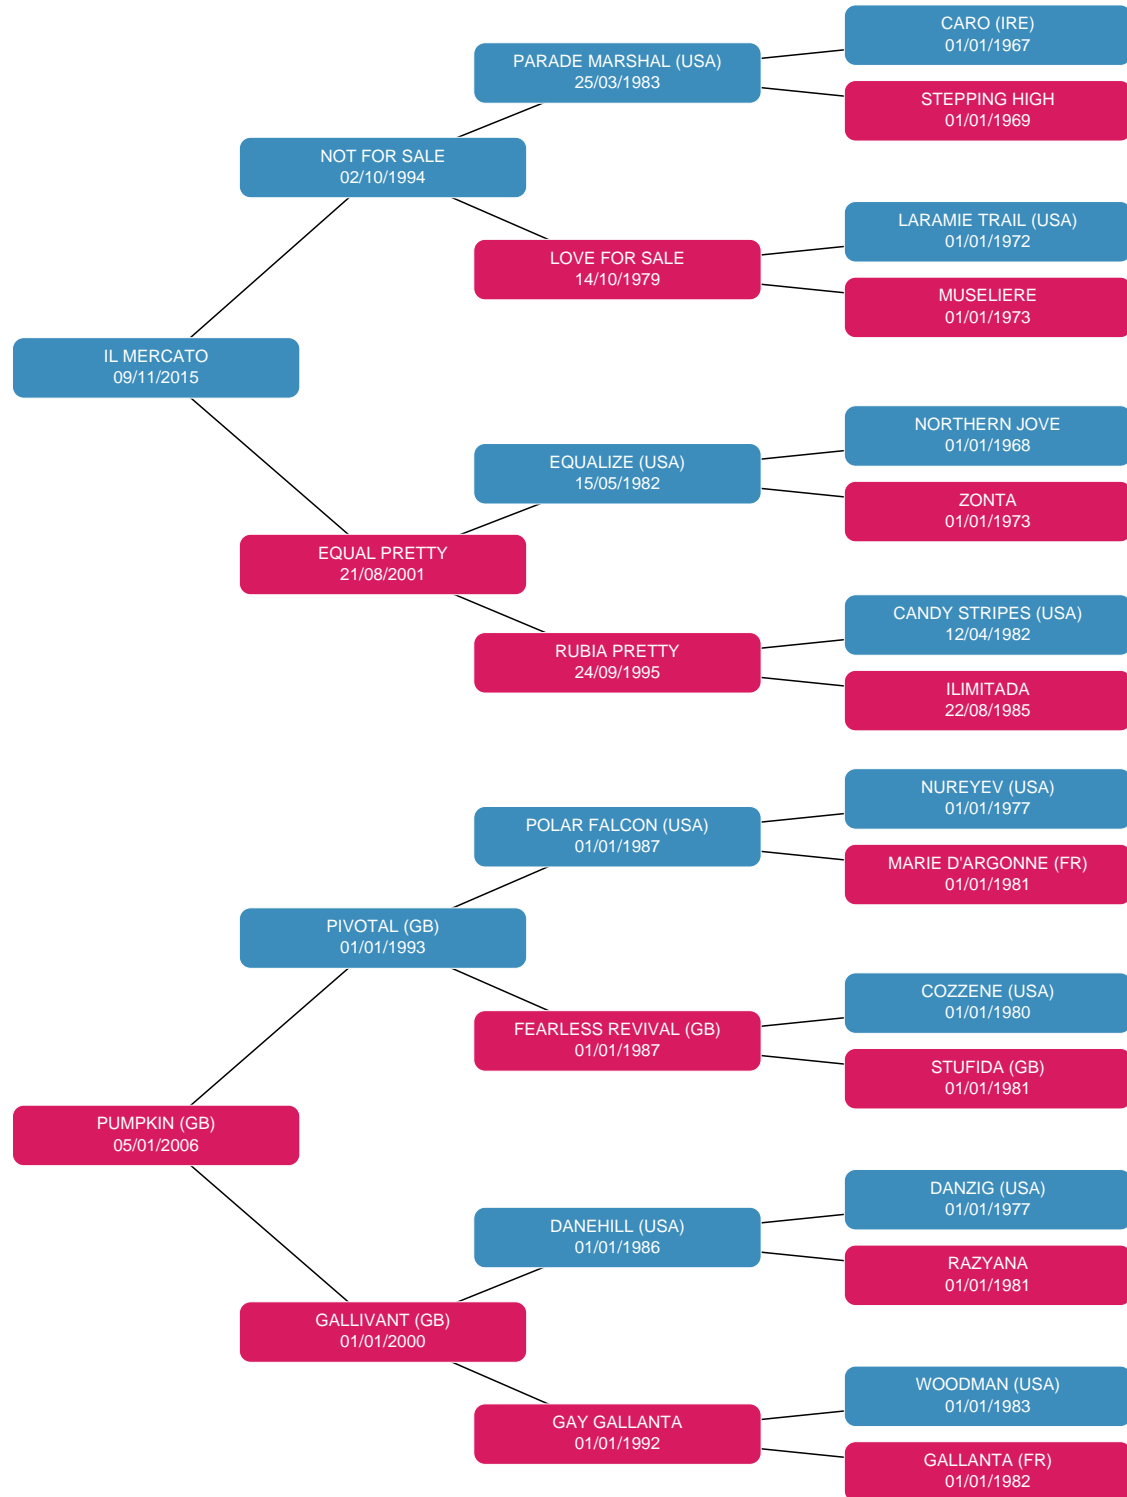 CARO (IRE)
01/01/1967
PARADE MARSHAL (USA)
25/03/1983
STEPPING HIGH
01/01/1969
NOT FOR SALE
02/10/1994
LARAMIE TRAIL (USA)
01/01/1972
LOVE FOR SALE
14/10/1979
MUSELIERE
01/01/1973
IL MERCATO
09/11/2015
NORTHERN JOVE
01/01/1968
EQUALIZE (USA)
15/05/1982
ZONTA
01/01/1973
EQUAL PRETTY
21/08/2001
CANDY STRIPES (USA)
12/04/1982
RUBIA PRETTY
24/09/1995
ILIMITADA
22/08/1985
NUREYEV (USA)
01/01/1977
POLAR FALCON (USA)
01/01/1987
MARIE D'ARGONNE (FR)
01/01/1981
PIVOTAL (GB)
01/01/1993
COZZENE (USA)
01/01/1980
FEARLESS REVIVAL (GB)
01/01/1987
STUFIDA (GB)
01/01/1981
PUMPKIN (GB)
05/01/2006
DANZIG (USA)
01/01/1977
DANEHILL (USA)
01/01/1986
RAZYANA
01/01/1981
GALLIVANT (GB)
01/01/2000
WOODMAN (USA)
01/01/1983
GAY GALLANTA
01/01/1992
GALLANTA (FR)
01/01/1982